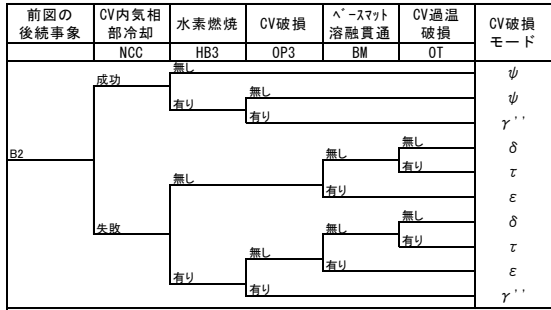 前図の
後続事象
CV内気相
部冷却
水素燃焼
CV破損
ベースマット
溶融貫通
CV過温
破損
CV破損
モード
NCC
HB3
OP3
BM
OT
無し
ψ
成功
無し
ψ
有り
有り
γ''
無し
δ
B2
無し
有り
τ
無し
有り
ε
無し
δ
失敗
無し
有り
τ
無し
有り
ε
有り
有り
γ''